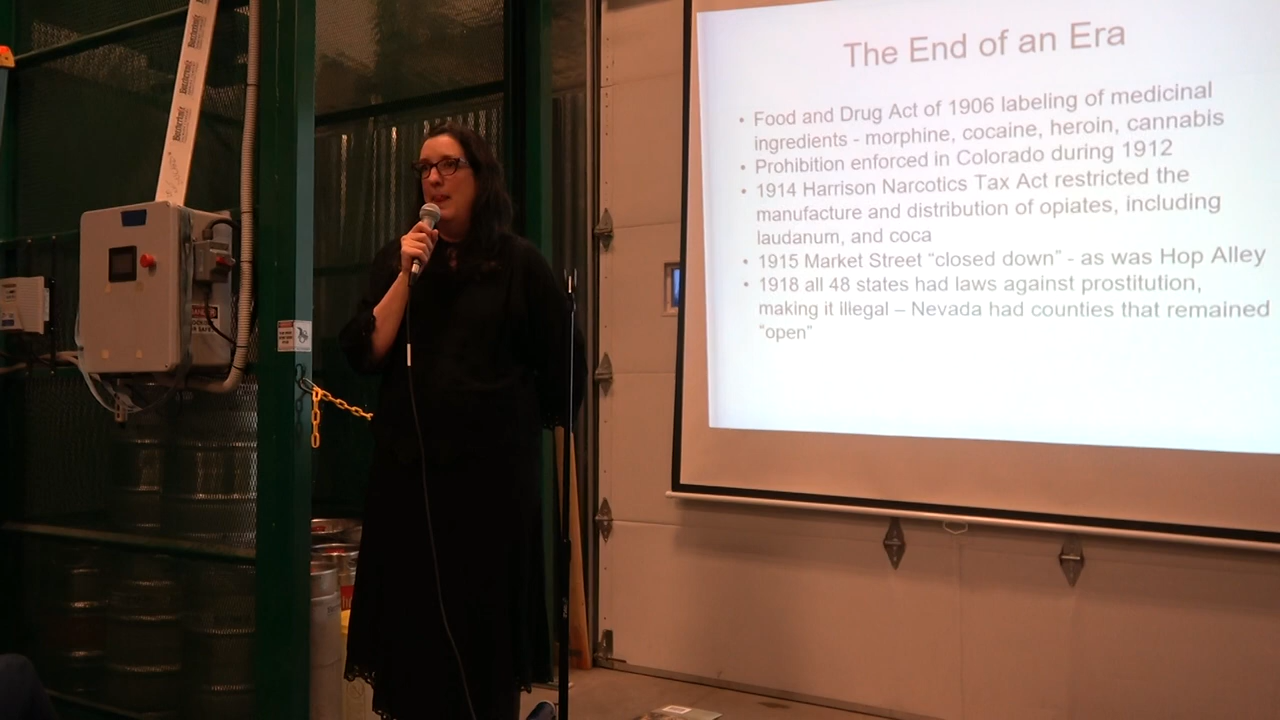 The End of an Era
• Food and Drug Act of 1906 labeling of medicinal
ingredients - morphine, cocaine, heroin, cannabis
• Prohibition enforced in Colorado during 1912
• 1914 Harrison Narcotics Tax Act restricted the
manufacture and distribution of opiates, including
laudanum, and coca
• 1915 Market Street “closed down” - as was Hop Alley
• 1918 all 48 states had laws against prostitution,
making it illegal – Nevada had counties that remained
“open”